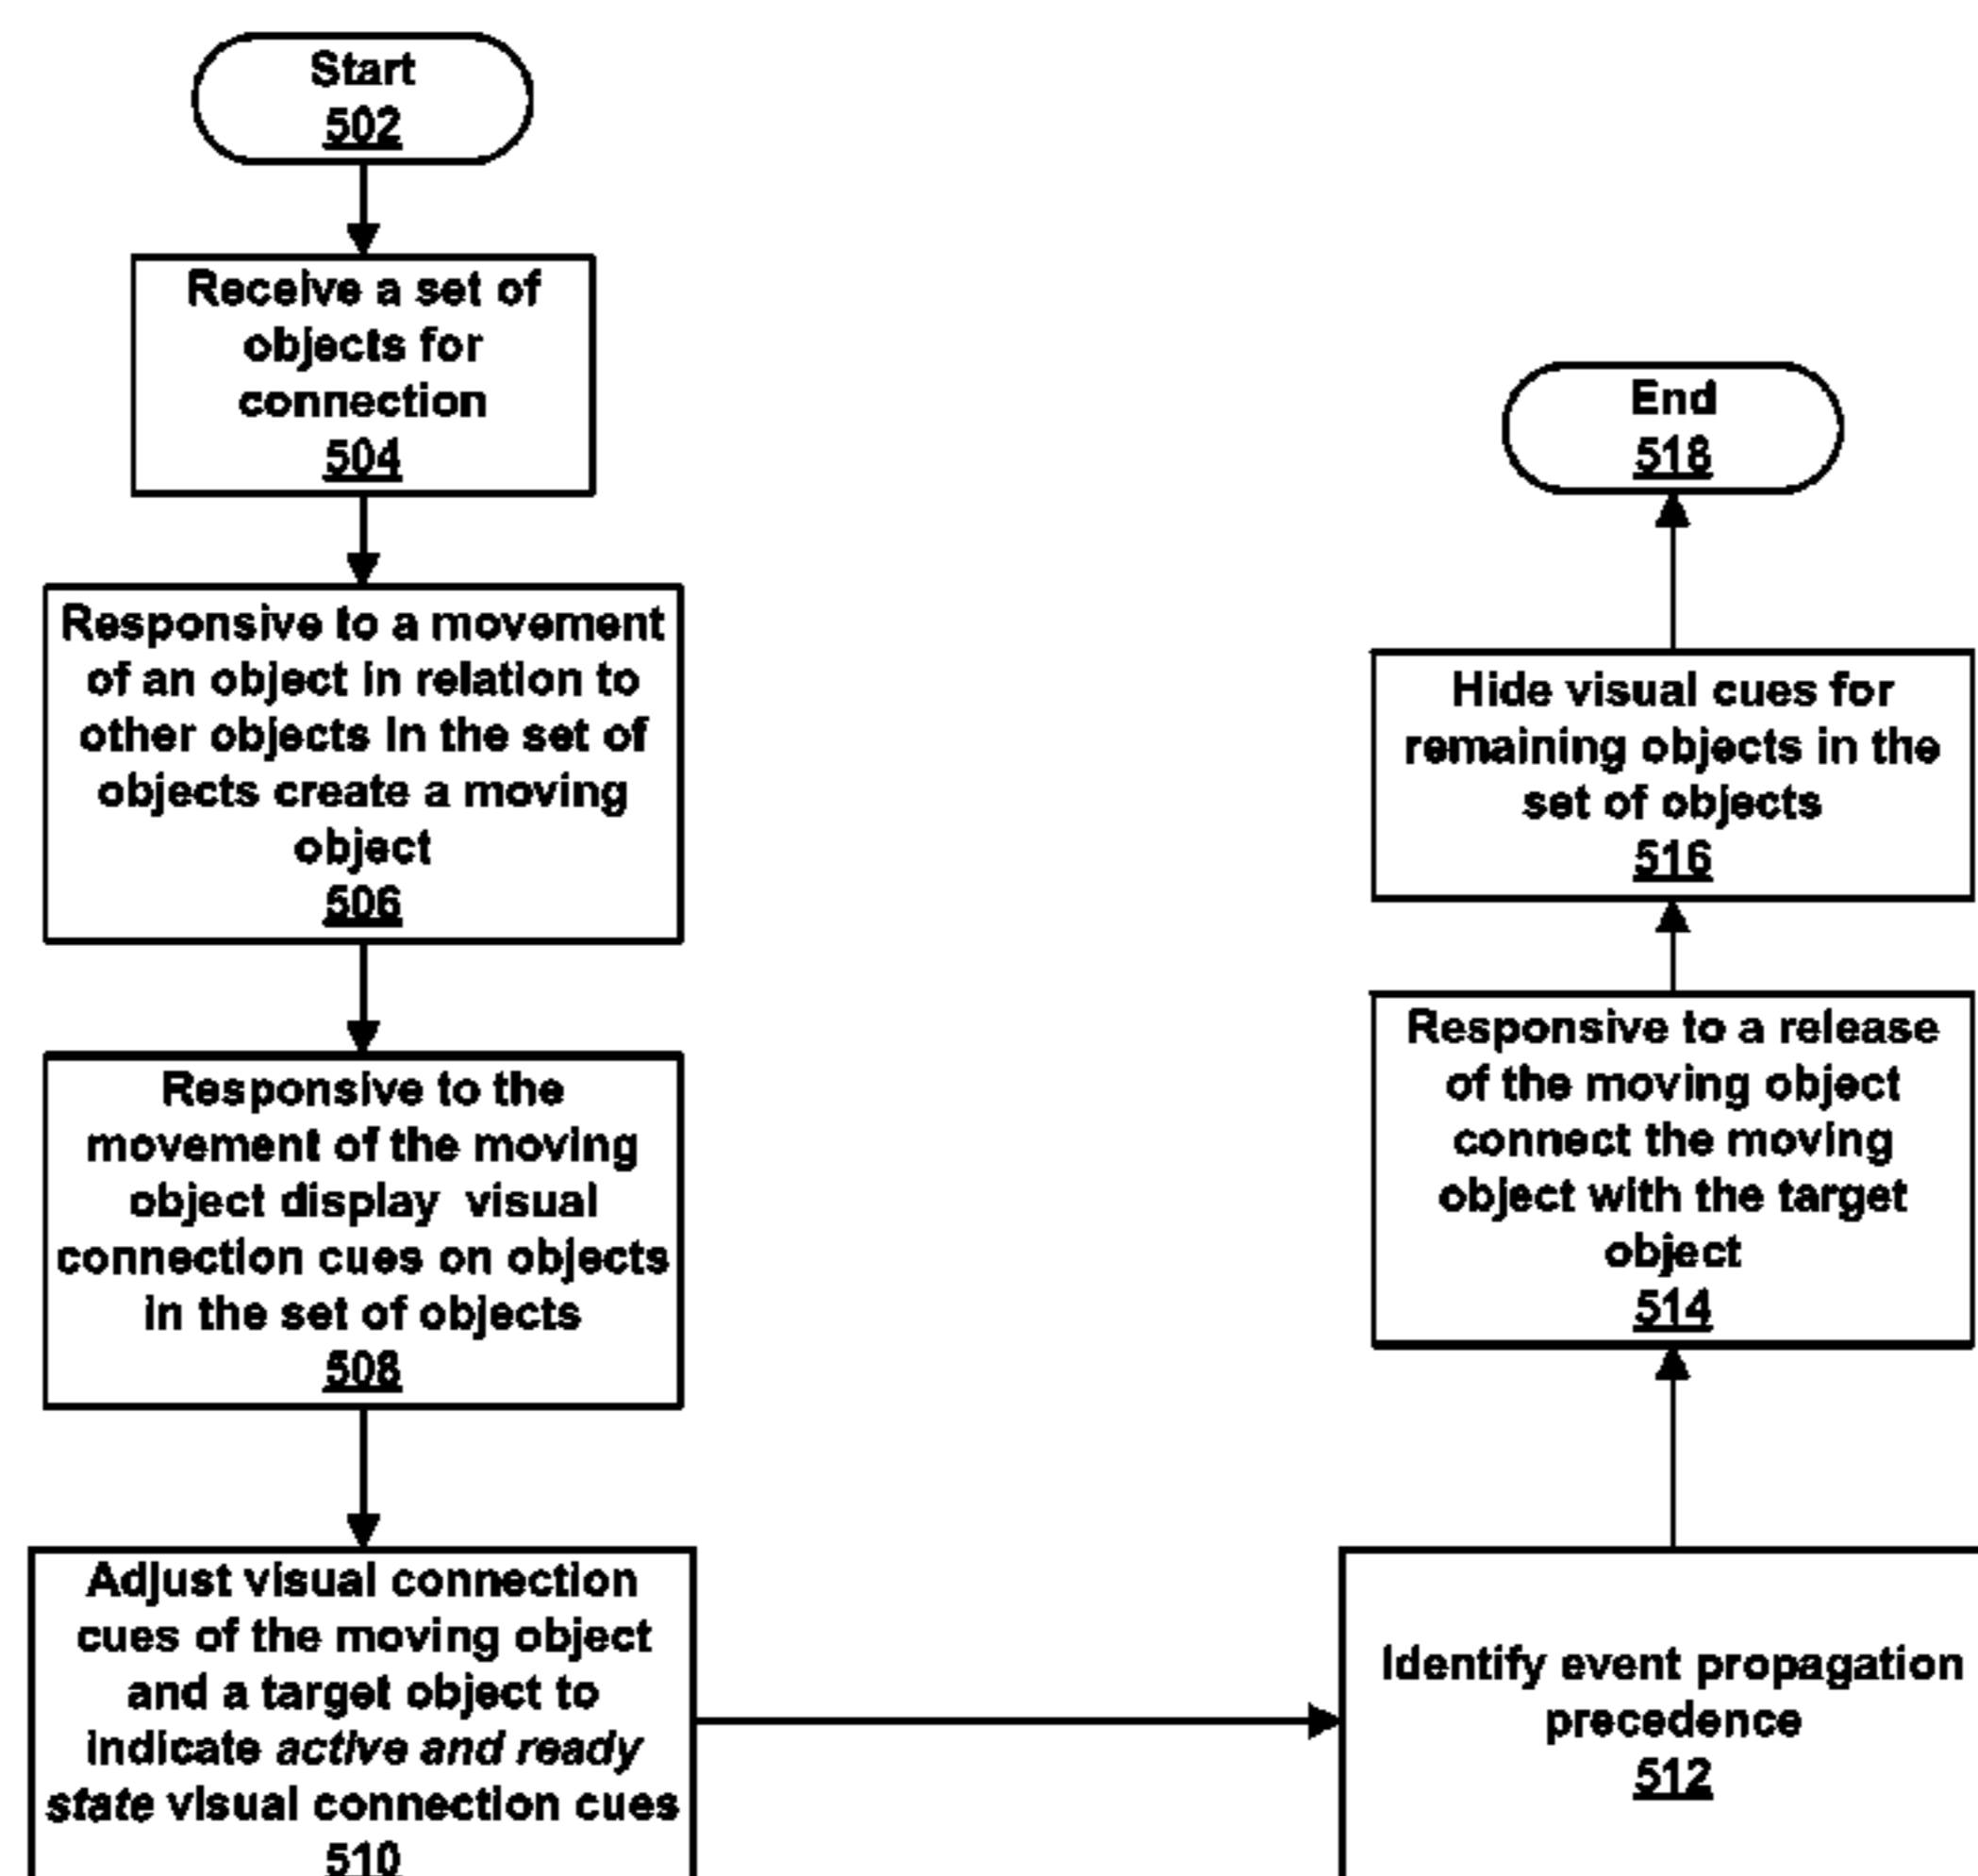 Start
502
Receive a set of
objects for
connection
504
Responsive to a movement
of an object in relation to
other objects in the set of
objects create a moving
object
506
Responsive to the
movement of the moving
object display visual
connection cues on objects
in the set of objects
508
Adjust visual connection
cues of the moving object
and a target object to
indicate active and ready
state visual connection cues
510
Identify event propagation
precedence
512
Responsive to a release
of the moving object
connect the moving
object with the target
object
514
Hide visual cues for
remaining objects in the
set of objects
516
End
518